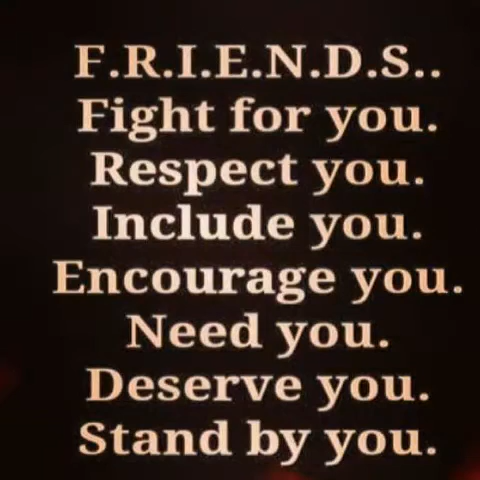 F.R.I.E.N.D.S..
Fight for you.
Respect you.
Include you.
Encourage you.
Need you.
Deserve you.
Stand by you.